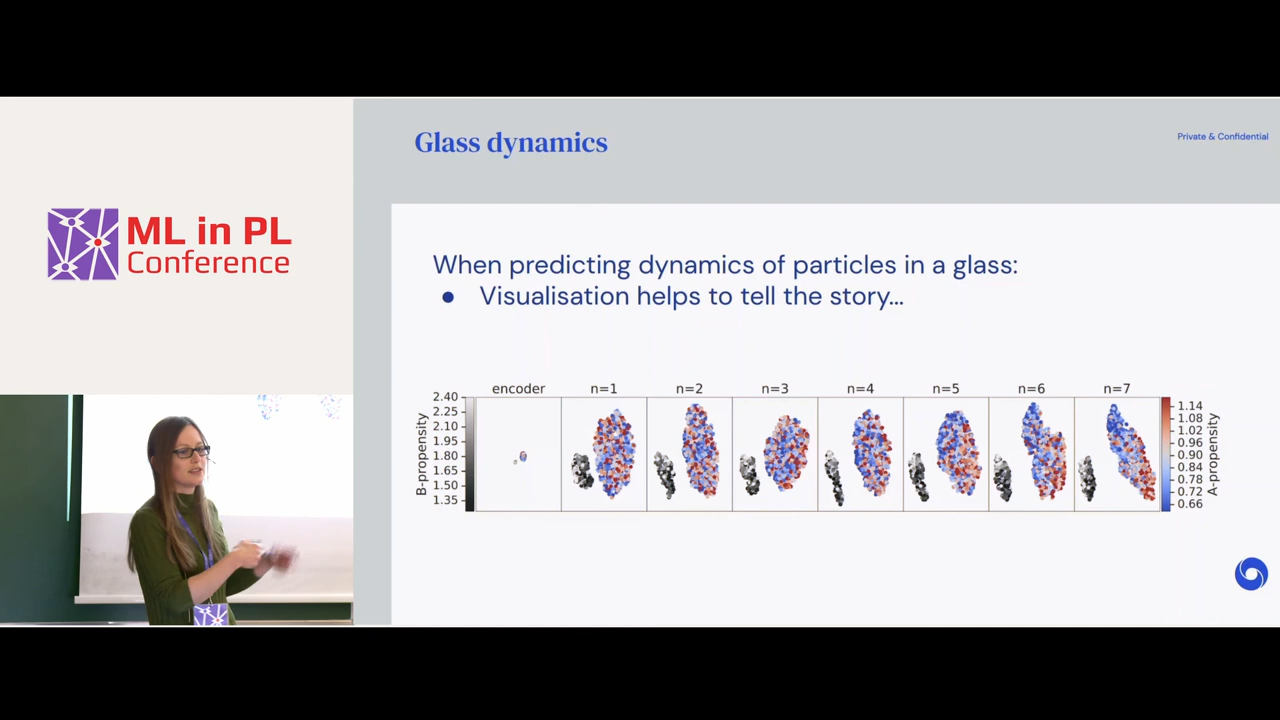 ML in PL
Conference
Glass dynamics
Private & Confidential
When predicting dynamics of particles in a glass:
● Visualisation helps to tell the story...
encoder n=1 n=2 n=3 n=4 n=5 n=6 n=7
B-propensity
2.40
2.25
2.10
1.95
1.80
1.65
1.50
1.35
1.14
1.08
1.02
0.96
0.90
0.84
0.78
0.72
0.66
A-propensity